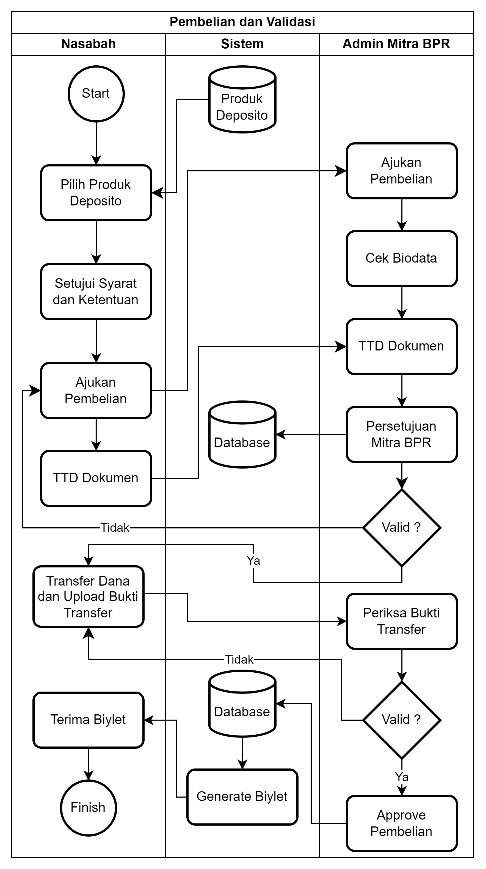 Pembelian dan Validasi
Nasabah
Sistem
Admin Mitra BPR
Start
Produk
Deposito
Pilih Produk
Deposito
Ajukan
Pembelian
Cek Biodata
Setujui Syarat
dan Ketentuan
TTD Dokumen
Ajukan
Pembelian
Database
Persetujuan
Mitra BPR
TTD Dokumen
Valid ?
Tidak
Ya
Transfer Dana
dan Upload Bukti
Transfer
Periksa Bukti
Transfer
Tidak
Database
Valid ?
Terima Biylet
Ya
Generate Biylet
Finish
Approve
Pembelian